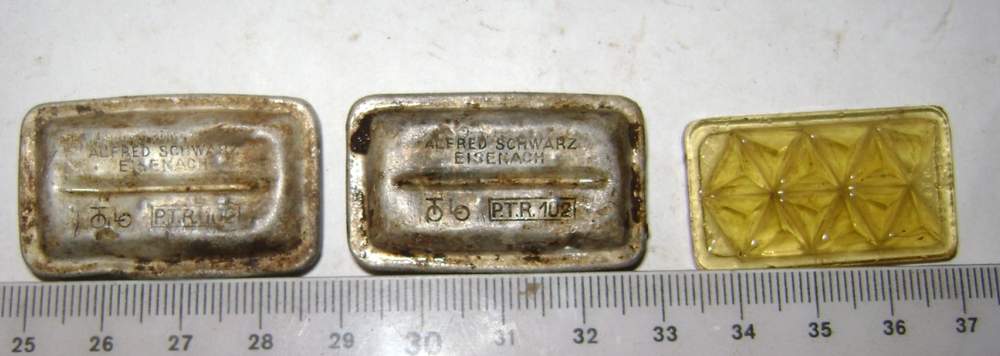 ALFRED SCHWARZ
EISENACH
P.T.R. 102
ALFRED SCHWARZ
EISENACH
P.T.R. 102
25 26 27 28 29 30 31 32 33 34 35 36 37